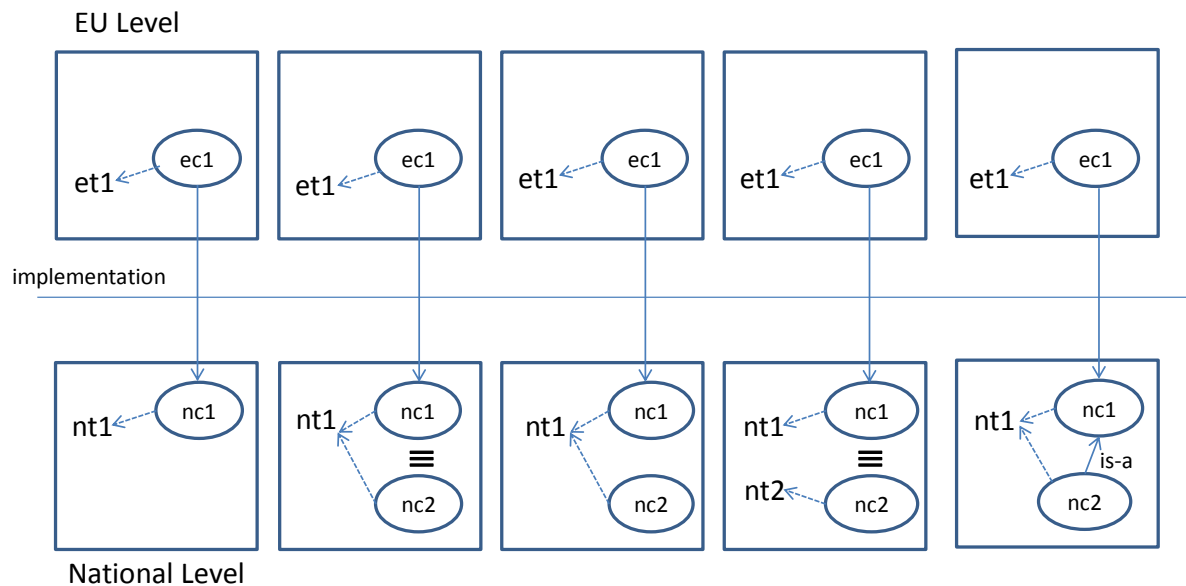 EU Level
ec1 ec1 ec1 ec1 ec1
et1 et1 et1 et1 et1
implementation
nc1 nc1 nc1 nc1 nc1
nt1 nt1 nt1 nt1 nt1
≡ ≡ is-a
nc2 nc2 nt2 nc2 nc2
National Level